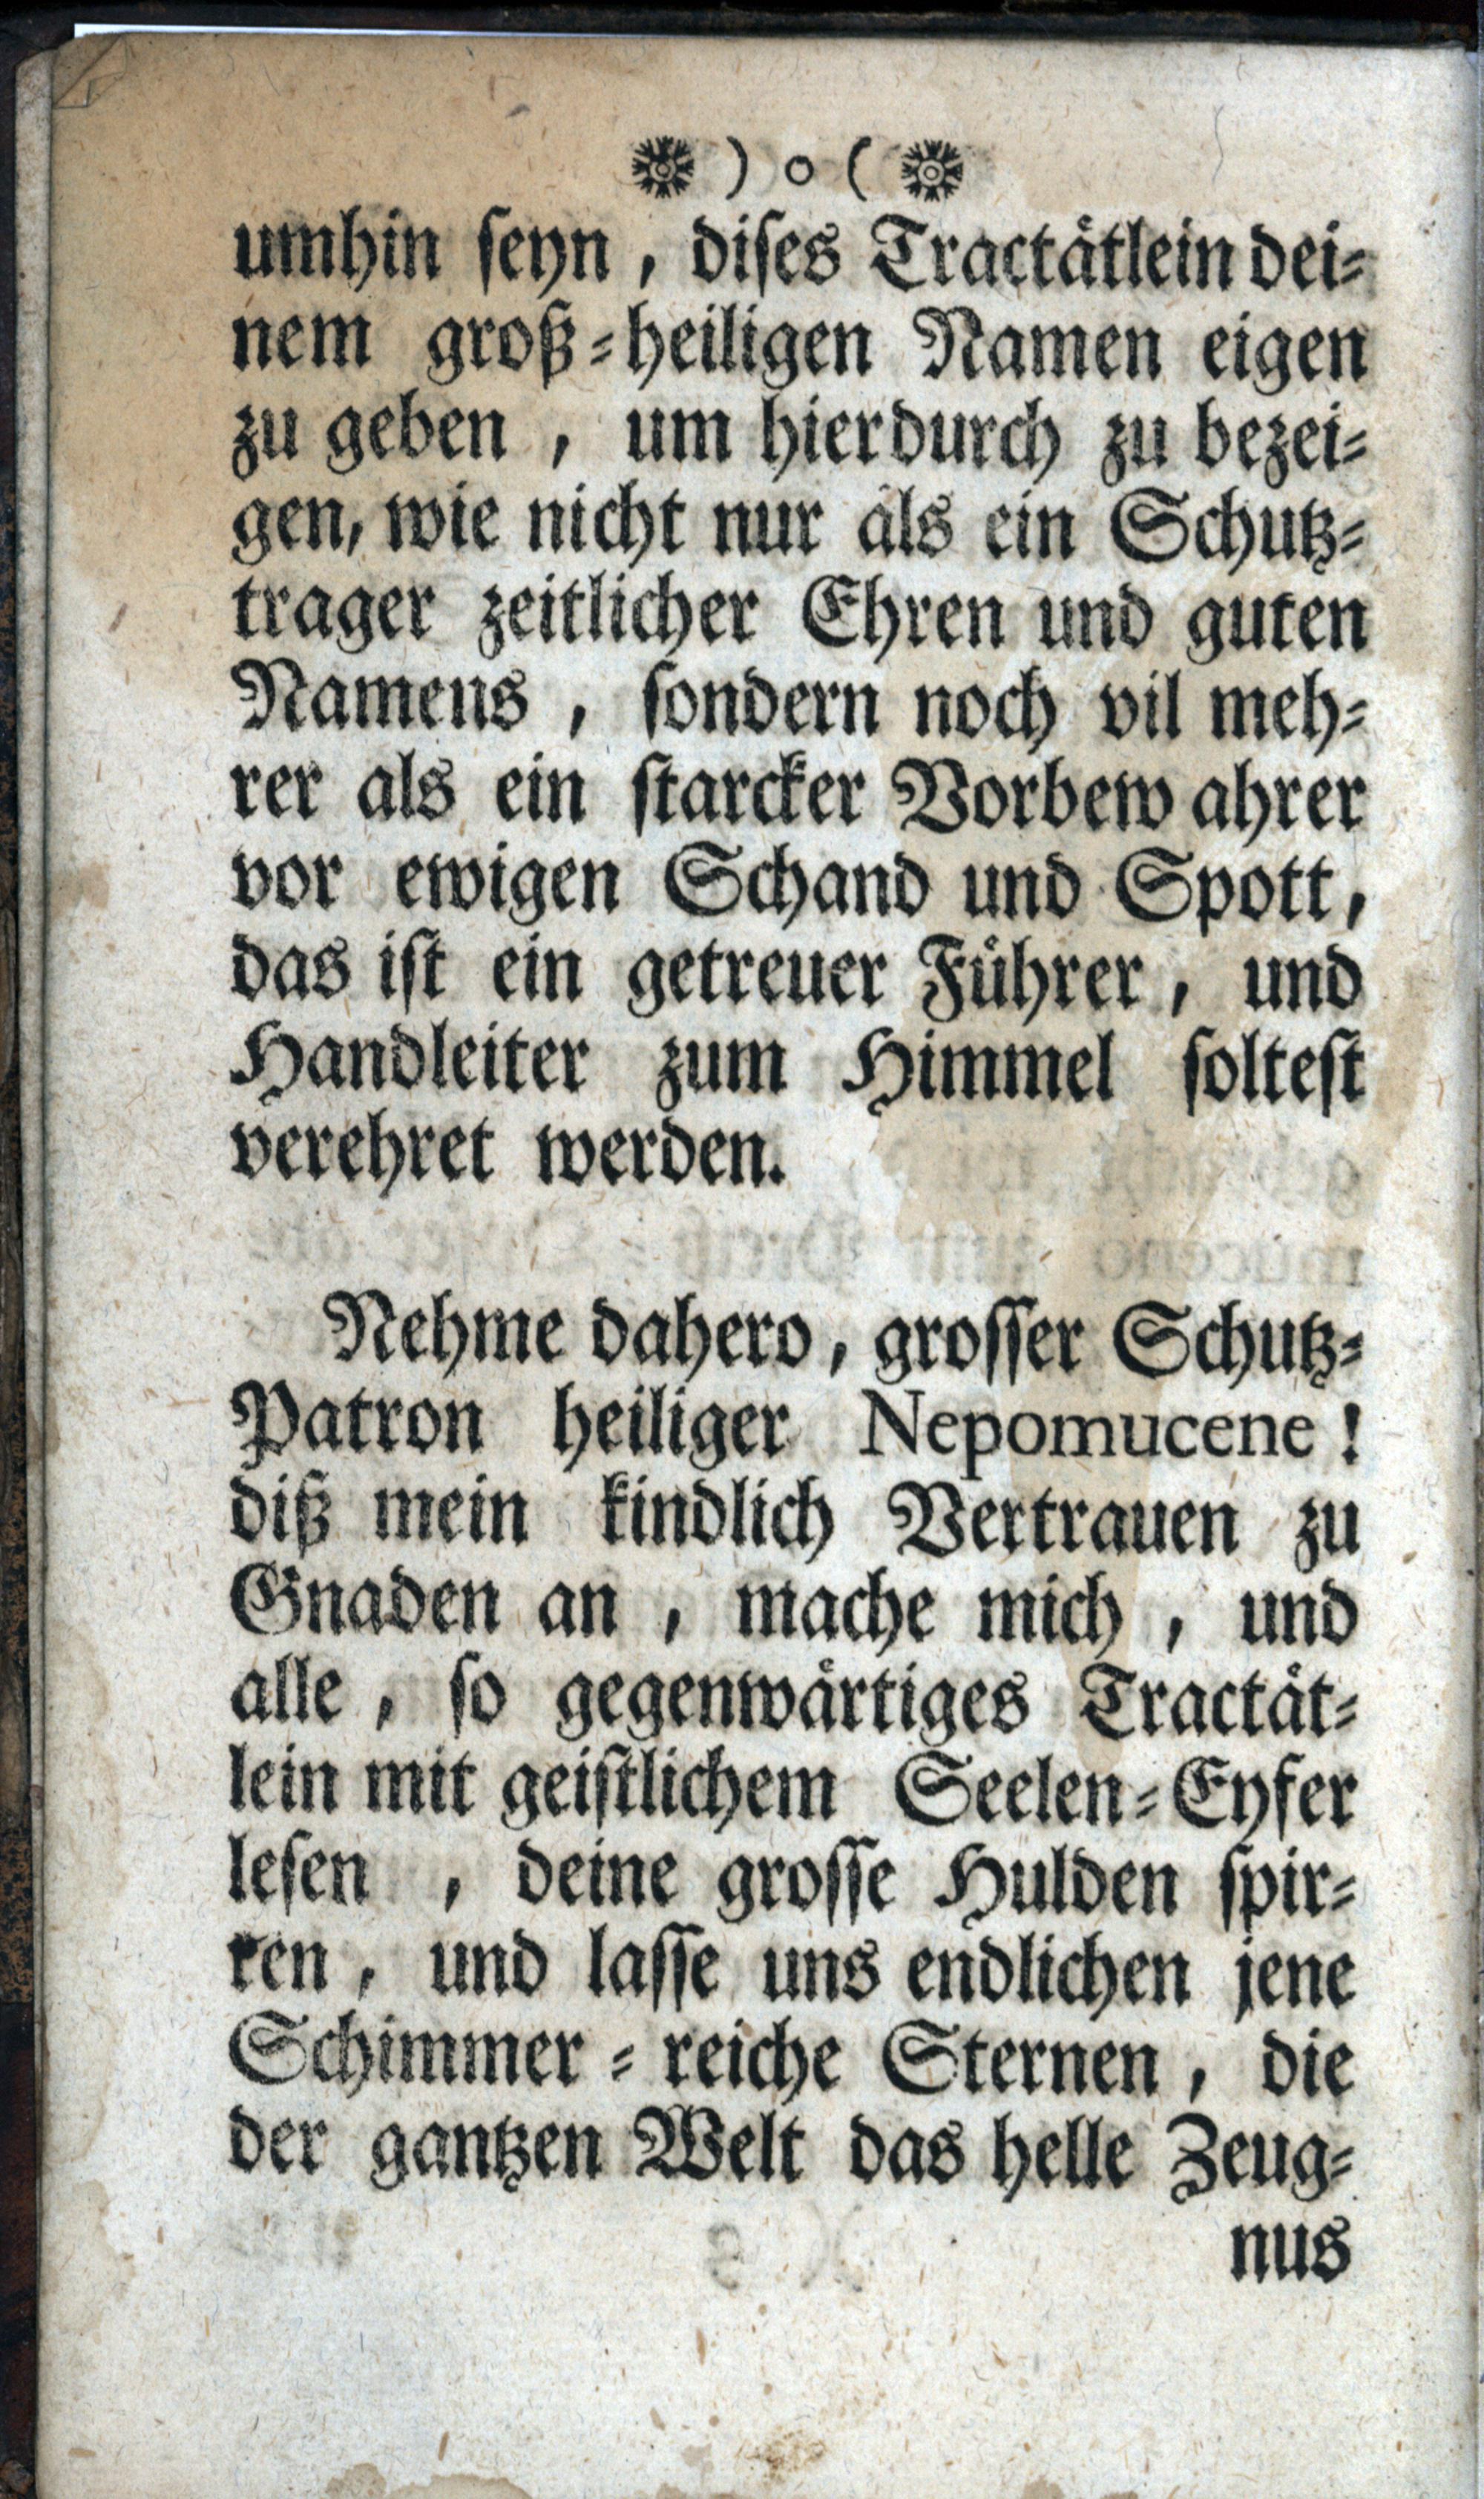 ❋ ) o ( ❋
umhin ſeyn, diſes Tractätlein dei⸗
nem groß⸗heiligen Namen eigen
zu geben, um hierdurch zu bezei⸗
gen, wie nicht nur als ein Schutz⸗
trager zeitlicher Ehren und guten
Namens, ſondern noch vil meh⸗
rer als ein ſtarcker Vorbew ahrer
vor ewigen Schand und Spott,
das iſt ein getreuer Führer, und
Handleiter zum Himmel ſolteſt
verehret werden.
Nehme dahero, groſſer Schutz⸗
Patron heiliger Nepomucene!
diß mein kindlich Vertrauen zu
Gnaden an, mache mich, und
alle, ſo gegenwärtiges Tractät⸗
lein mit geiſtlichem Seelen⸗Eyfer
leſen, deine groſſe Hulden ſpir⸗
ren, und laſſe uns endlichen jene
Schimmer⸗reiche Sternen, die
der gantzen Welt das helle Zeug⸗
nus